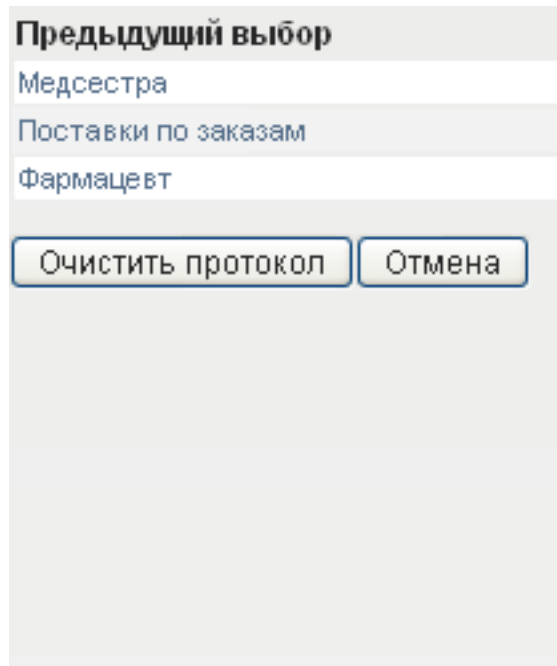 Предыдущий выбор
Медсестра
Поставки по заказам
Фармацевт
Очистить протокол Отмена